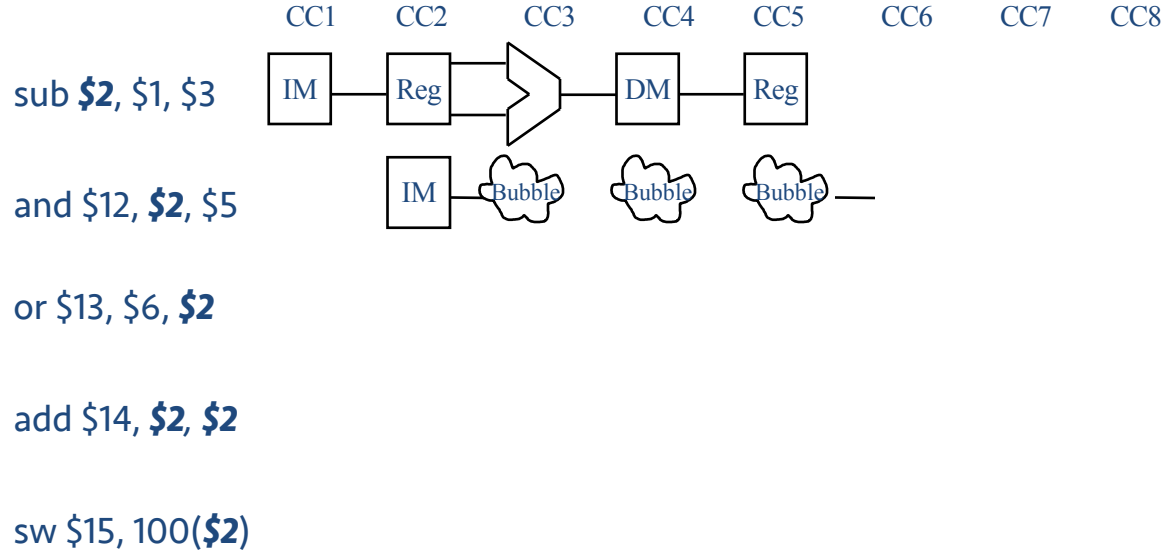 CC1 CC2 CC3 CC4 CC5 CC6 CC7 CC8
sub $2, $1, $3 IM Reg DM Reg
and $12, $2, $5 IM Bubble Bubble Bubble
or $13, $6, $2
add $14, $2, $2
sw $15, 100($2)